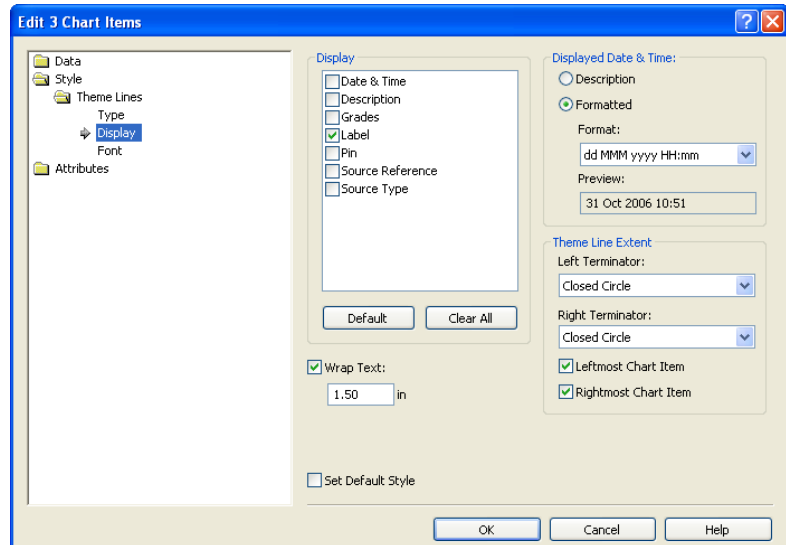 Edit 3 Chart Items
Data
Style
Theme Lines
Type
Display
Font
Attributes
Display
Date & Time
Description
Grades
Label
Pin
Source Reference
Source Type
Default
Clear All
Wrap Text:
1.50 in
Set Default Style
Displayed Date & Time:
Description
Formatted
Format:
dd MMM yyyy HH:mm
Preview:
31 Oct 2006 10:51
Theme Line Extent
Left Terminator:
Closed Circle
Right Terminator:
Closed Circle
Leftmost Chart Item
Rightmost Chart Item
OK
Cancel
Help